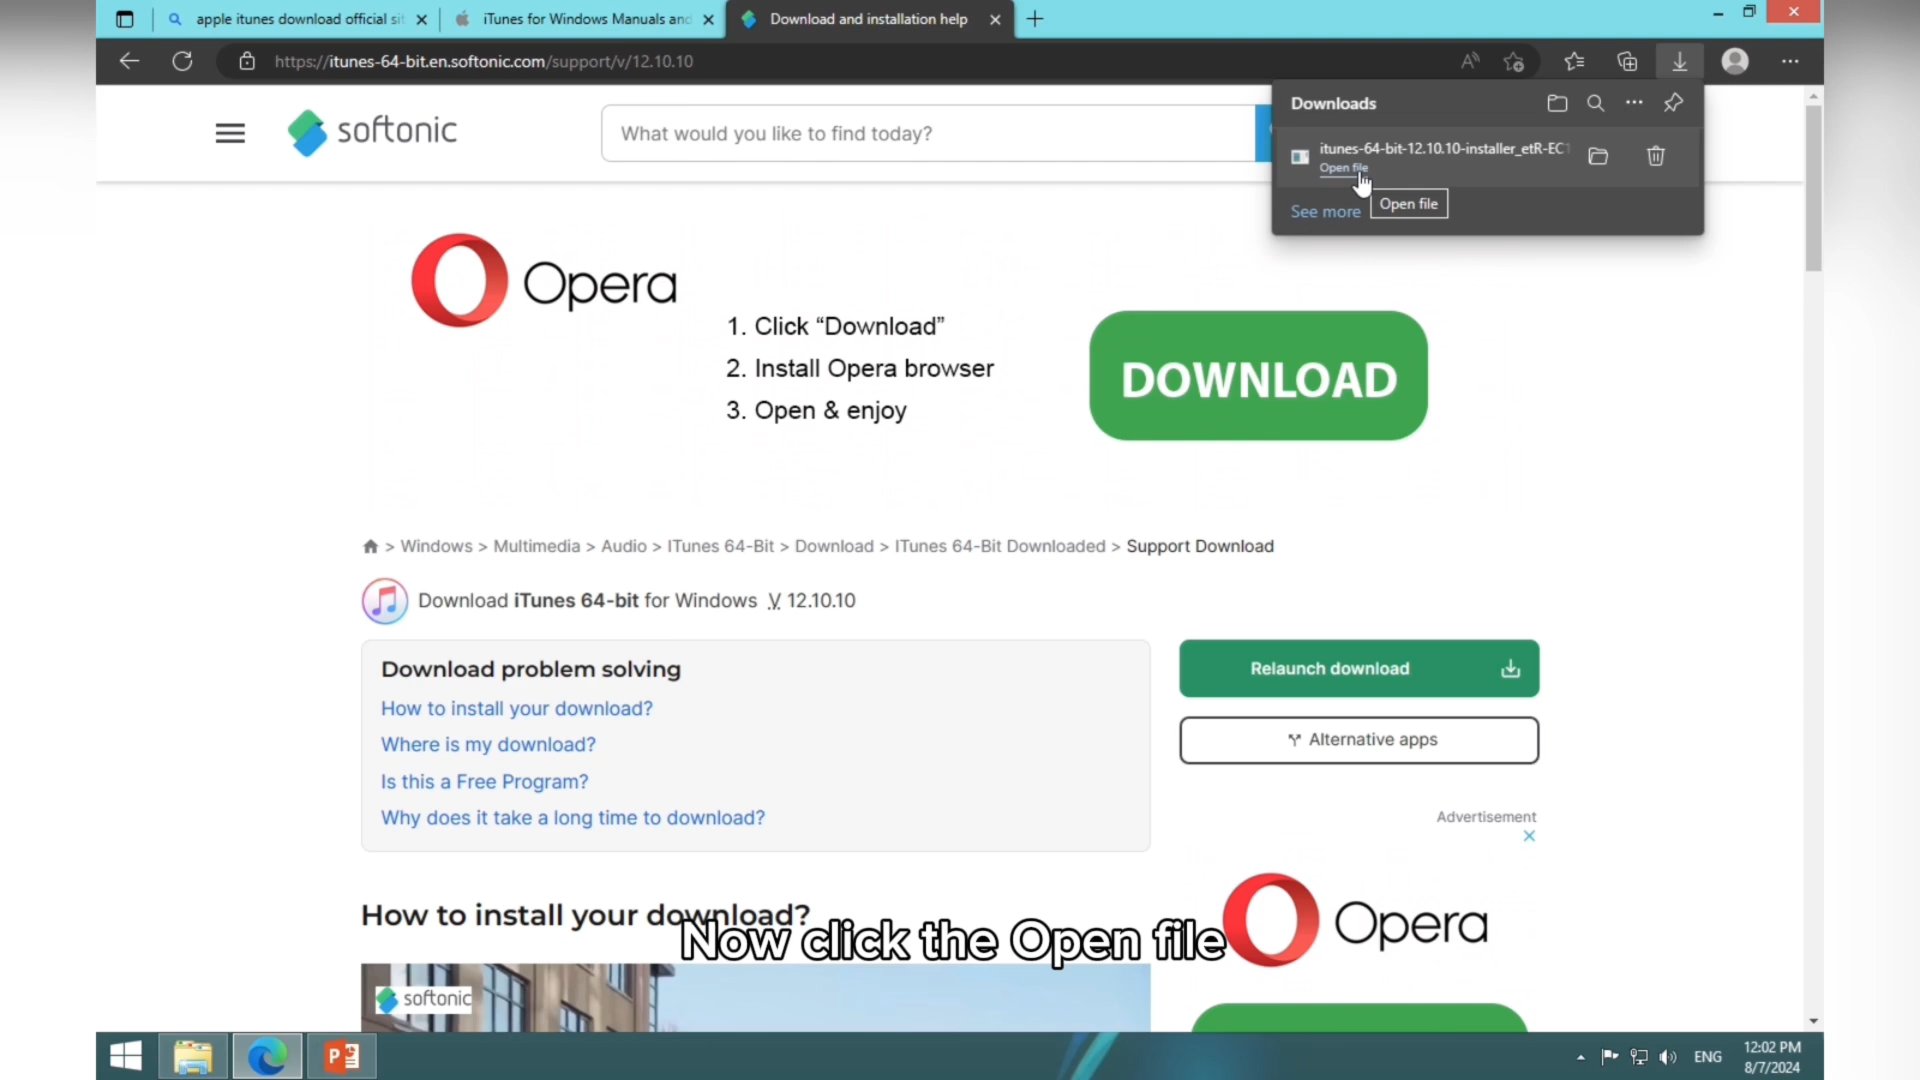 apple itunes download official sit
iTunes for Windows Manuals and
Download and installation help
https://itunes-64-bit.en.softonic.com/support/v/12.10.10
softonic
What would you like to find today?
Downloads
itunes-64-bit-12.10.10-installer_etR-EC1
Open file
Open file
See more
Opera
1. Click “Download”
2. Install Opera browser
3. Open & enjoy
DOWNLOAD
> Windows > Multimedia > Audio > ITunes 64-Bit > Download > ITunes 64-Bit Downloaded > Support Download
Download iTunes 64-bit for Windows V 12.10.10
Download problem solving
How to install your download?
Where is my download?
Is this a Free Program?
Why does it take a long time to download?
Relaunch download
Alternative apps
Advertisement
Opera
How to install your download?
Now click the Open file
softonic
ENG
12:02 PM
8/7/2024